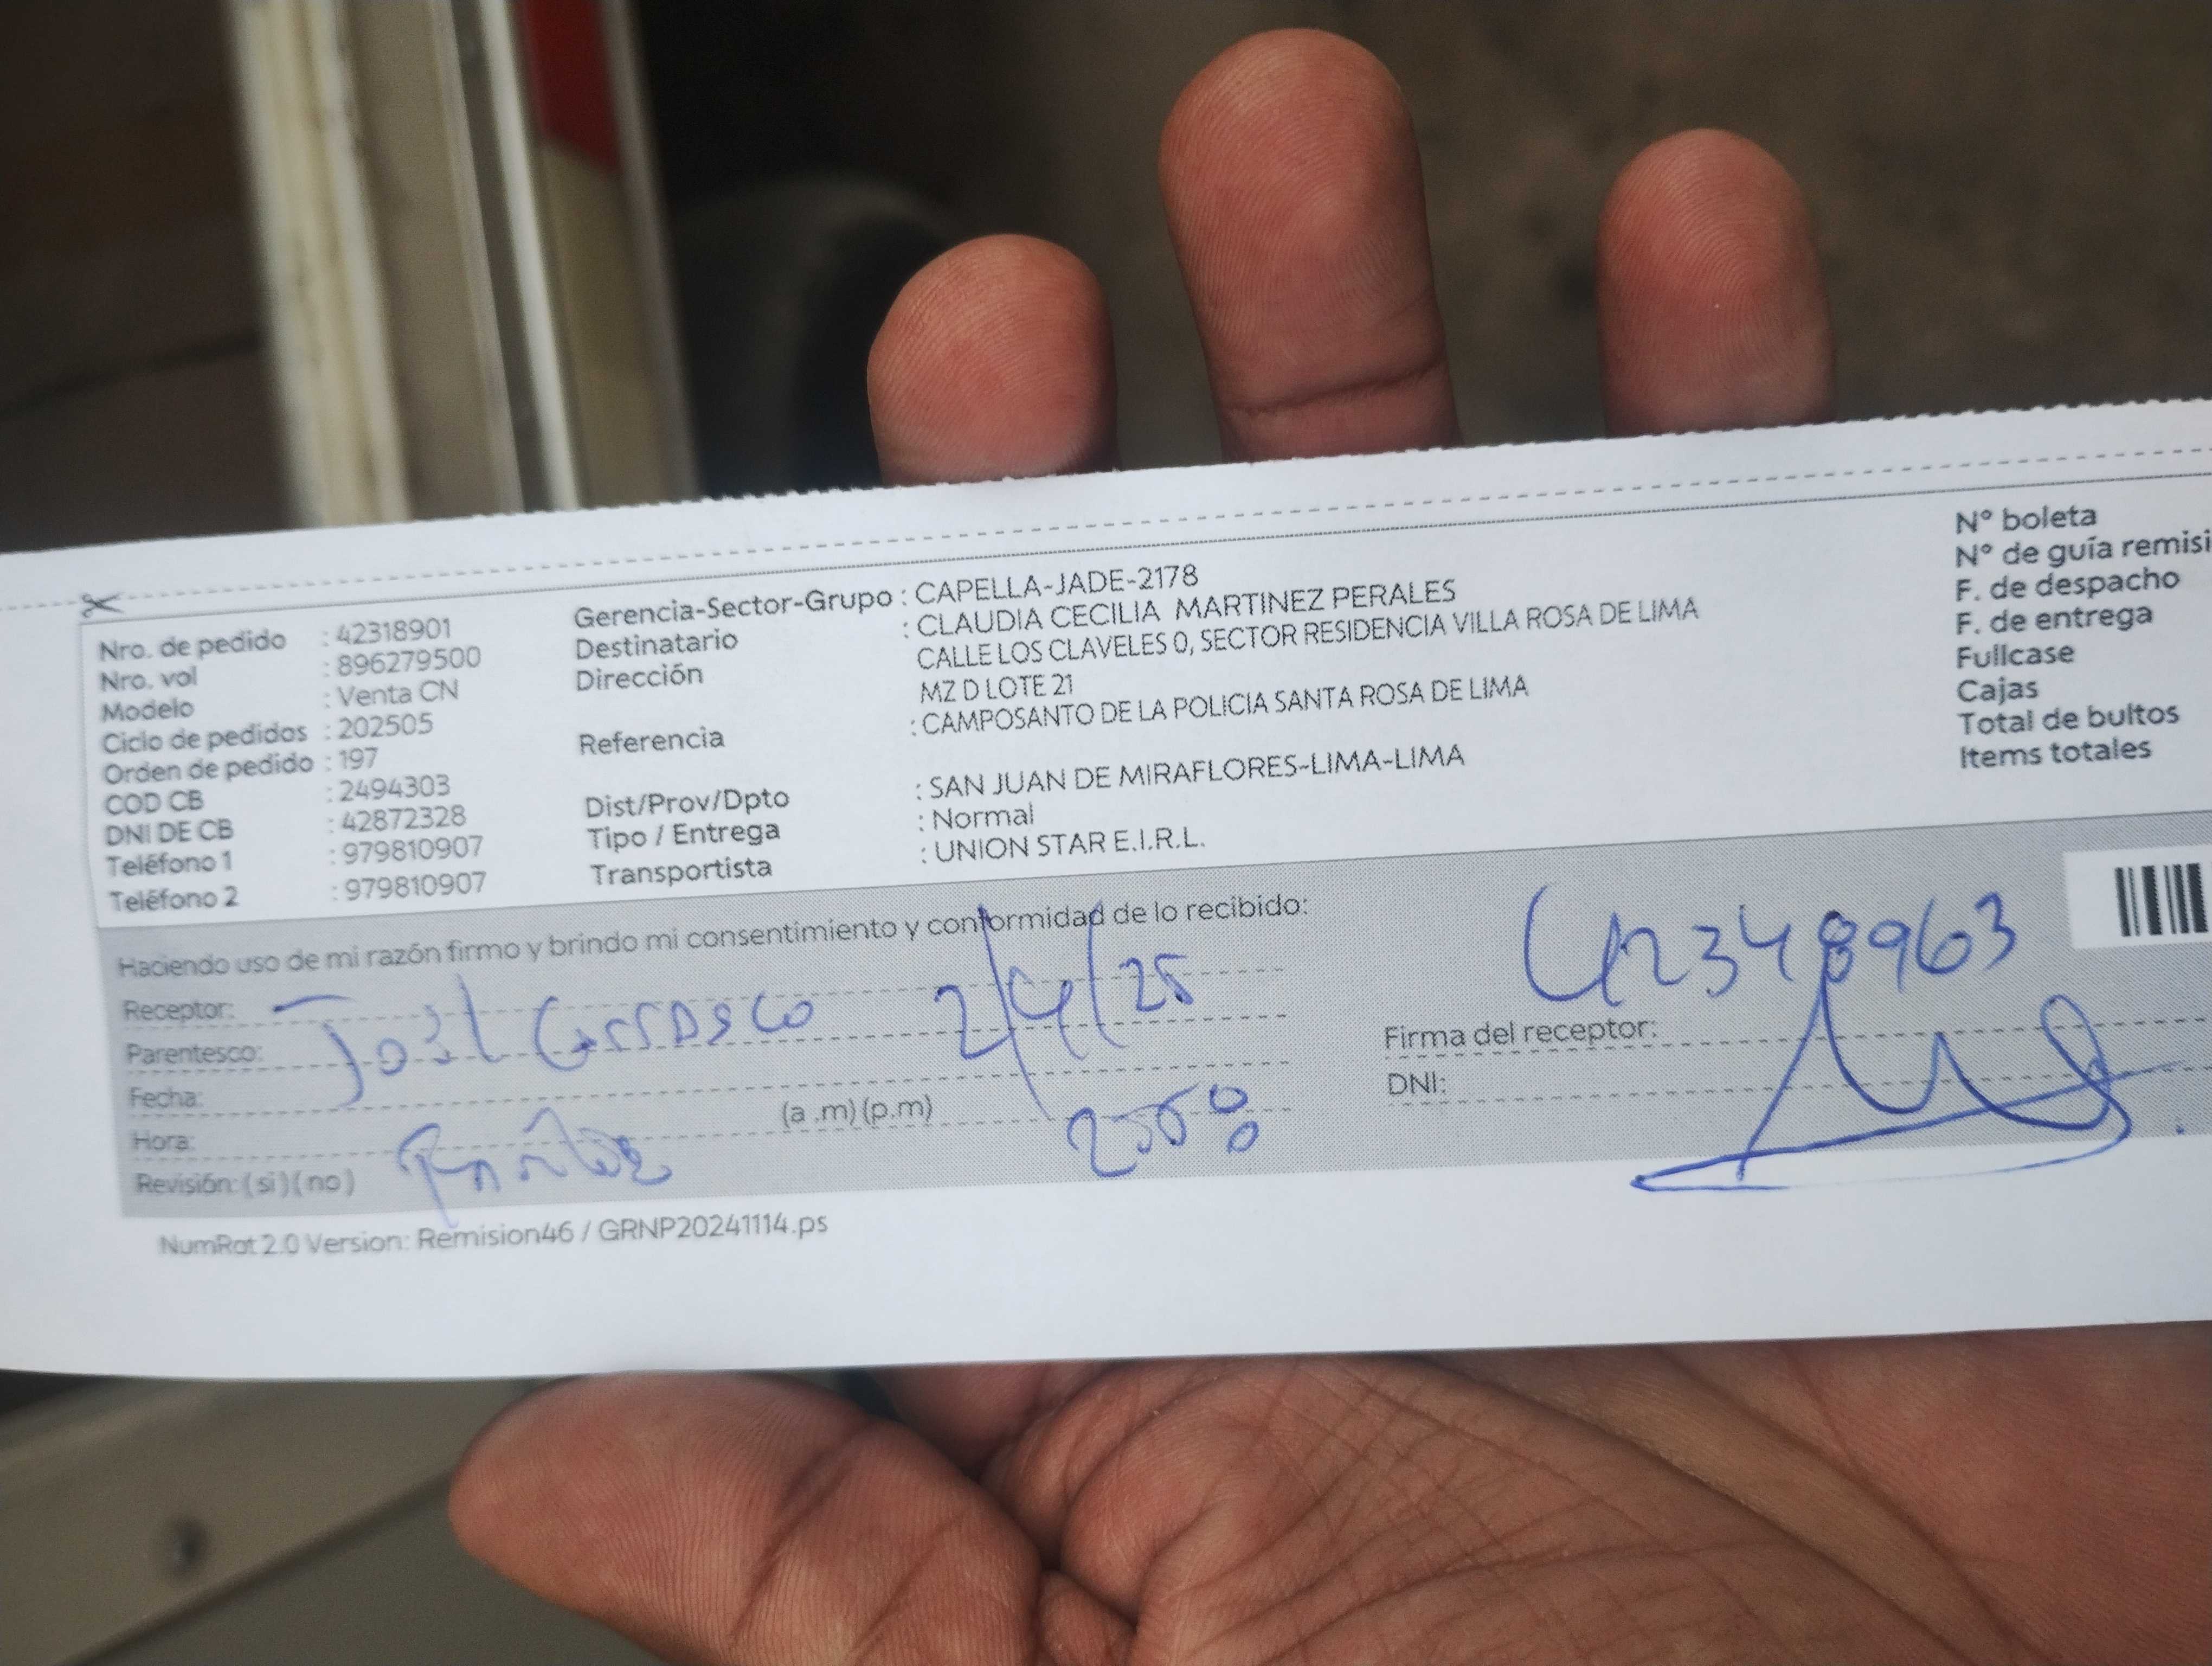 Nro. de pedido : 42318901
Nro. vol : 896279500
Modelo : Venta CN
Ciclo de pedidos : 202505
Orden de pedido : 197
COD CB : 2494303
DNI DE CB : 42872328
Teléfono 1 : 979810907
Teléfono 2 : 979810907
Gerencia-Sector-Grupo : CAPELLA-JADE-2178
Destinatario : CLAUDIA CECILIA MARTINEZ PERALES
Dirección CALLE LOS CLAVELES 0, SECTOR RESIDENCIA VILLA ROSA DE LIMA
MZ D LOTE 21
Referencia : CAMPOSANTO DE LA POLICIA SANTA ROSA DE LIMA
Dist/Prov/Dpto : SAN JUAN DE MIRAFLORES-LIMA-LIMA
Tipo / Entrega : Normal
Transportista : UNION STAR E.I.R.L.
N° boleta
N° de guía remisi
F. de despacho
F. de entrega
Fullcase
Cajas
Total de bultos
Items totales
Haciendo uso de mi razón firmo y brindo mi consentimiento y conformidad de lo recibido:
Receptor:
Parentesco:
2/4/25
Fecha:
Hora: (a .m) (p.m)
Revisión: ( si ) ( no )
42348963
Firma del receptor:
DNI:
NumRot 2.0 Version: Remision46 / GRNP20241114.ps